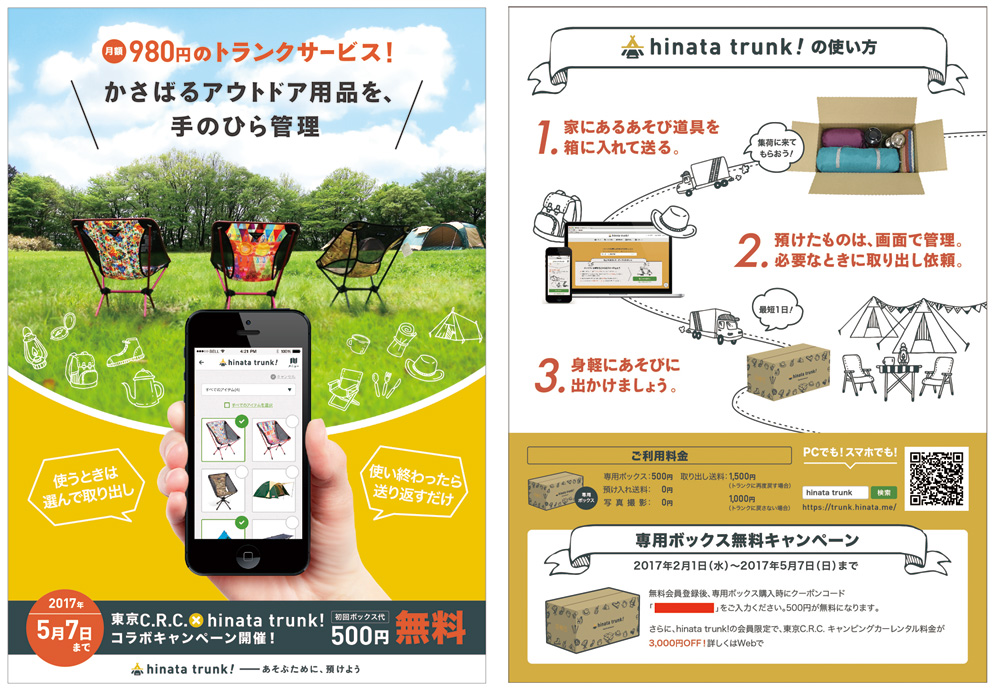 月額980円のトランクサービス！
かさばるアウトドア用品を、
手のひら管理
4:21 PM
100%
hinata trunk!
すべてのアイテム
すべてのアイテムを選択
使うときは
選んで取り出し
使い終わったら
送り返すだけ
2017年
5月7日
まで
東京C.R.C.×hinata trunk!
コラボキャンペーン開催！
初回ボックス代
500円
無料
hinata trunk! ──あそぶために、預けよう
hinata trunk! の使い方
1. 家にあるあそび道具を
箱に入れて送る。
集荷に来て
もらおう！
hinata trunk!
2. 預けたものは、画面で管理。
必要なときに取り出し依頼。
最短1日！
hinata trunk!
3. 身軽にあそびに
出かけましょう。
ご利用料金
専用
ボックス
専用ボックス：500円
預け入れ送料： 0円
写真撮影： 0円
取り出し送料：1,500円
（トランクに再度戻す場合）
1,000円
（トランクに戻さない場合）
PCでも！スマホでも！
hinata trunk 検索
https://trunk.hinata.me/
専用ボックス無料キャンペーン
2017年2月1日（水）～2017年5月7日（日）まで
無料会員登録後、専用ボックス購入時にクーポンコード
「 」をご入力ください。500円が無料になります。
さらに、hinata trunk!の会員限定で、東京C.R.C. キャンピングカーレンタル料金が
3,000円OFF！詳しくはWebで